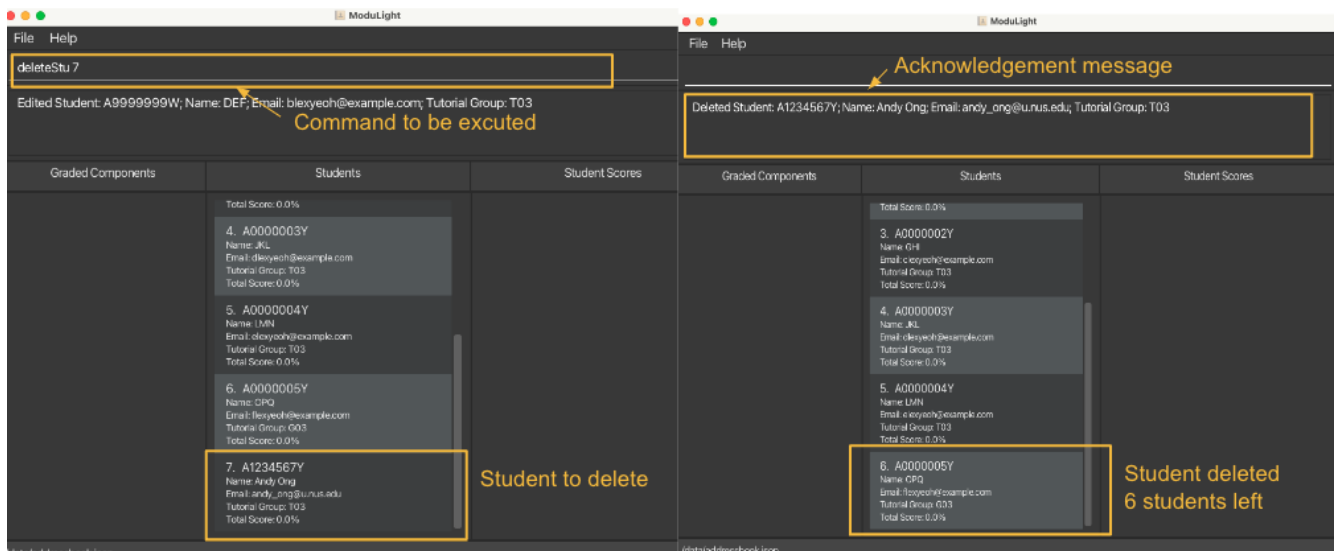 ModuLight
File Help
deleteStu 7
Edited Student: A9999999W; Name: DEF; Email: blexyeoh@example.com; Tutorial Group: T03
Command to be excuted
Graded Components Students Student Scores
Total Score: 0.0%
4. A0000003Y
Name: JKL
Email: dlexyeoh@example.com
Tutorial Group: T03
Total Score: 0.0%
5. A0000004Y
Name: LMN
Email: elexyeoh@example.com
Tutorial Group: T03
Total Score: 0.0%
6. A0000005Y
Name: OPQ
Email: flexyeoh@example.com
Tutorial Group: G03
Total Score: 0.0%
7. A1234567Y
Name: Andy Ong
Email: andy_ong@u.nus.edu
Tutorial Group: T03
Total Score: 0.0%
Student to delete
ModuLight
File Help
Acknowledgement message
Deleted Student: A1234567Y; Name: Andy Ong; Email: andy_ong@u.nus.edu; Tutorial Group: T03
Graded Components Students Student Scores
Total Score: 0.0%
3. A0000002Y
Name: GHI
Email: clexyeoh@example.com
Tutorial Group: T03
Total Score: 0.0%
4. A0000003Y
Name: JKL
Email: dlexyeoh@example.com
Tutorial Group: T03
Total Score: 0.0%
5. A0000004Y
Name: LMN
Email: elexyeoh@example.com
Tutorial Group: T03
Total Score: 0.0%
6. A0000005Y
Name: OPQ
Email: flexyeoh@example.com
Tutorial Group: G03
Total Score: 0.0%
Student deleted
6 students left
/data/addressbook.json